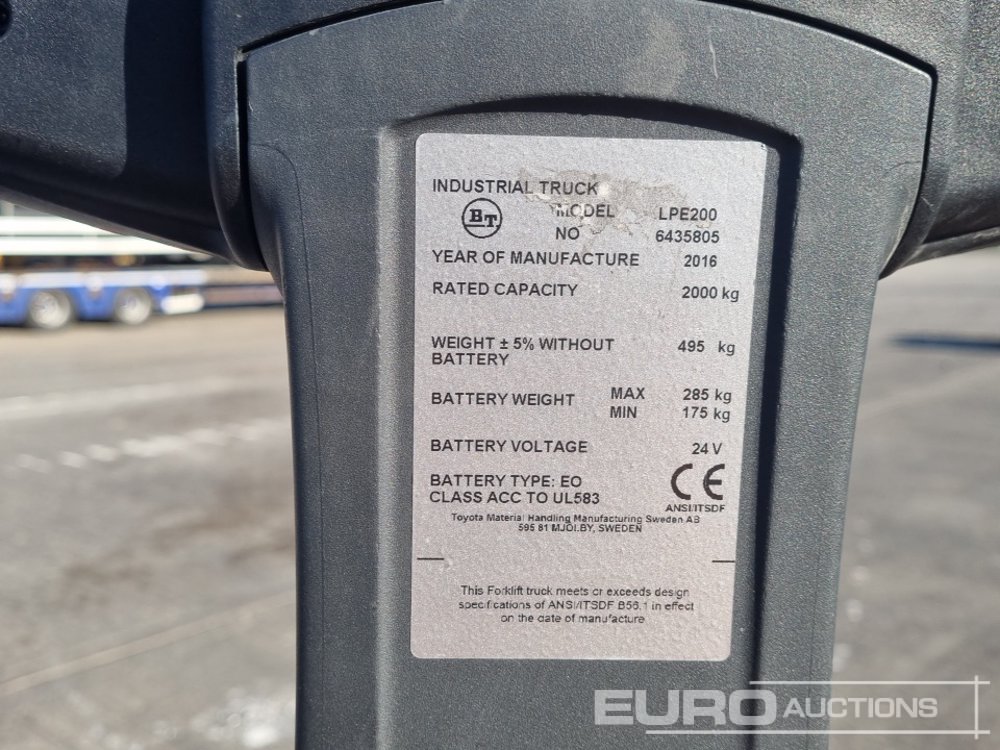 INDUSTRIAL TRUCK
BT MODEL LPE200
NO 6435805
YEAR OF MANUFACTURE 2016
RATED CAPACITY 2000 kg
WEIGHT ± 5% WITHOUT 495 kg
BATTERY
BATTERY WEIGHT MAX 285 kg
MIN 175 kg
BATTERY VOLTAGE 24 V
BATTERY TYPE: EO CE
CLASS ACC TO UL583
ANSI/ITSDF
Toyota Material Handling Manufacturing Sweden AB
595 81 MJÖLBY, SWEDEN
This Forklift truck meets or exceeds design
specifications of ANSI/ITSDF B56.1 in effect
on the date of manufacture
EURO AUCTIONS